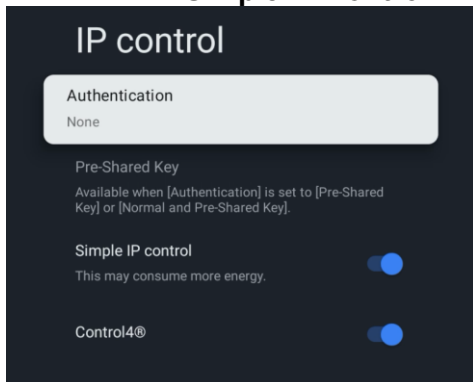 IP control
Authentication
None
Pre-Shared Key
Available when [Authentication] is set to [Pre-Shared
Key] or [Normal and Pre-Shared Key].
Simple IP control
This may consume more energy.
Control4®